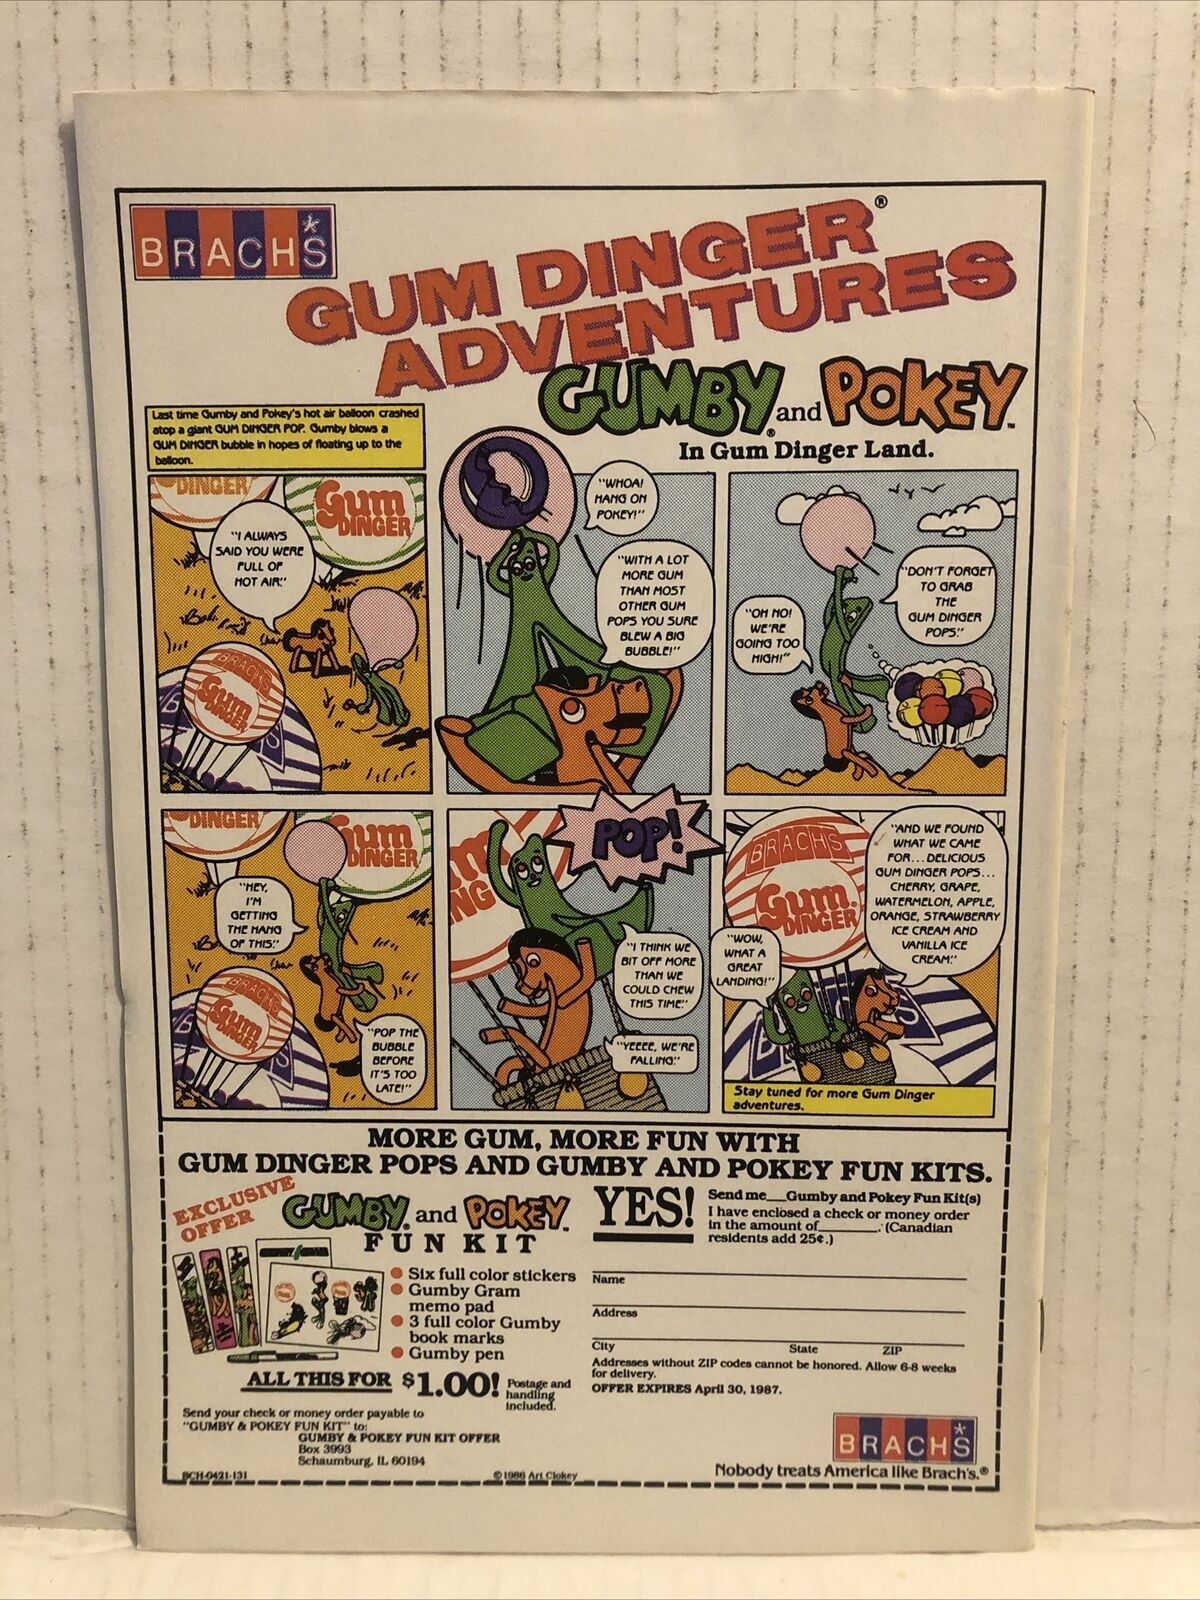 BRACH'S
GUM DINGER®
ADVENTURES
GUMBY® and POKEY™
In Gum Dinger Land.
Last time Gumby and Pokey's hot air balloon crashed
atop a giant GUM DINGER POP. Gumby blows a
GUM DINGER bubble in hopes of floating up to the
balloon.
DINGER
Gum
DINGER
"I ALWAYS
SAID YOU WERE
FULL OF
HOT AIR."
BRACH'S
Gum
DINGER
"WHOA!
HANG ON
POKEY!"
"WITH A LOT
MORE GUM
THAN MOST
OTHER GUM
POPS YOU SURE
BLEW A BIG
BUBBLE!"
"OH NO!
WE'RE
GOING TOO
HIGH!"
"DON'T FORGET
TO GRAB
THE
GUM DINGER
POPS."
DINGER
Gum
DINGER
"HEY,
I'M
GETTING
THE HANG
OF THIS."
BRACH'S
Gum
DINGER
"POP THE
BUBBLE
BEFORE
IT'S TOO
LATE!"
POP!
"I THINK WE
BIT OFF MORE
THAN WE
COULD CHEW
THIS TIME."
"YEEEE, WE'RE
FALLING."
BRACH'S
Gum.
DINGER
"AND WE FOUND
WHAT WE CAME
FOR...DELICIOUS
GUM DINGER POPS...
CHERRY, GRAPE,
WATERMELON, APPLE,
ORANGE, STRAWBERRY
ICE CREAM AND
VANILLA ICE
CREAM."
"WOW,
WHAT A
GREAT
LANDING!"
Stay tuned for more Gum Dinger
adventures.
MORE GUM, MORE FUN WITH
GUM DINGER POPS AND GUMBY AND POKEY FUN KITS.
EXCLUSIVE
OFFER
GUMBY® and POKEY™
FUN KIT
Six full color stickers
Gumby Gram
memo pad
3 full color Gumby
book marks
Gumby pen
ALL THIS FOR $1.00! Postage and
handling
included.
Send your check or money order payable to
"GUMBY & POKEY FUN KIT" to:
GUMBY & POKEY FUN KIT OFFER
Box 3993
Schaumburg, IL 60194
BCH-0421-131
©1986 Art Clokey
YES!
Send me___Gumby and Pokey Fun Kit(s)
I have enclosed a check or money order
in the amount of________. (Canadian
residents add 25¢.)
Name
Address
City State ZIP
Addresses without ZIP codes cannot be honored. Allow 6-8 weeks
for delivery.
OFFER EXPIRES April 30, 1987.
BRACH'S
Nobody treats America like Brach's.®